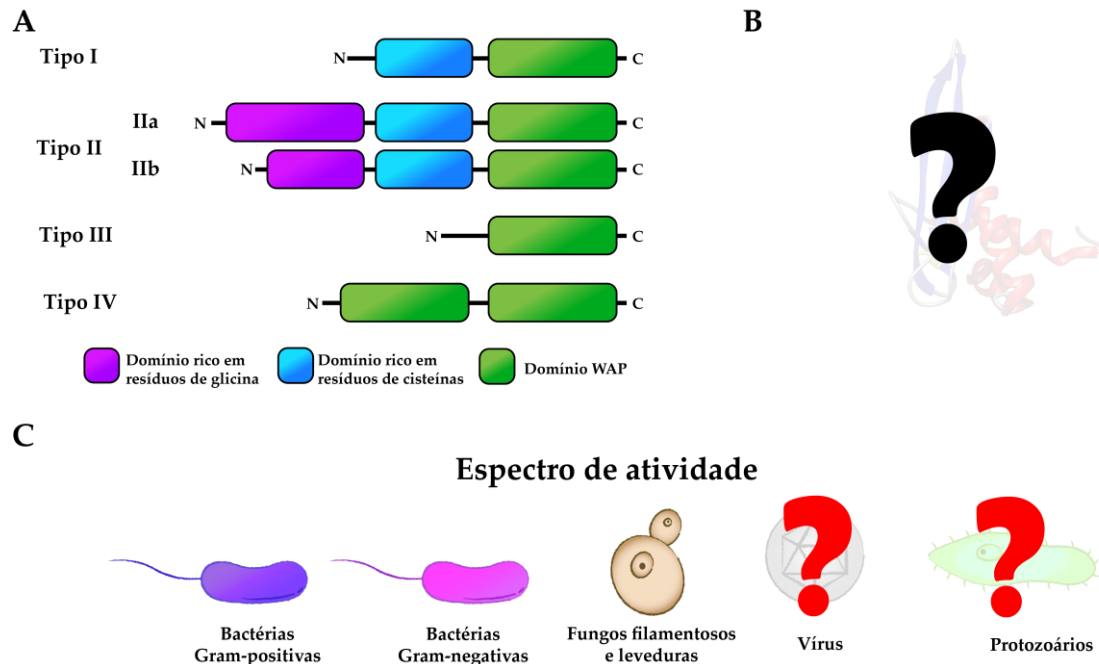 A
B
Tipo I
N
C
Tipo II
IIa
N
C
IIb
N
C
Tipo III
N
C
Tipo IV
N
C
Domínio rico em
resíduos de glicina
Domínio rico em
resíduos de cisteínas
Domínio WAP
C
Espectro de atividade
?
?
?
Bactérias
Gram-positivas
Bactérias
Gram-negativas
Fungos filamentosos
e leveduras
Vírus
Protozoários